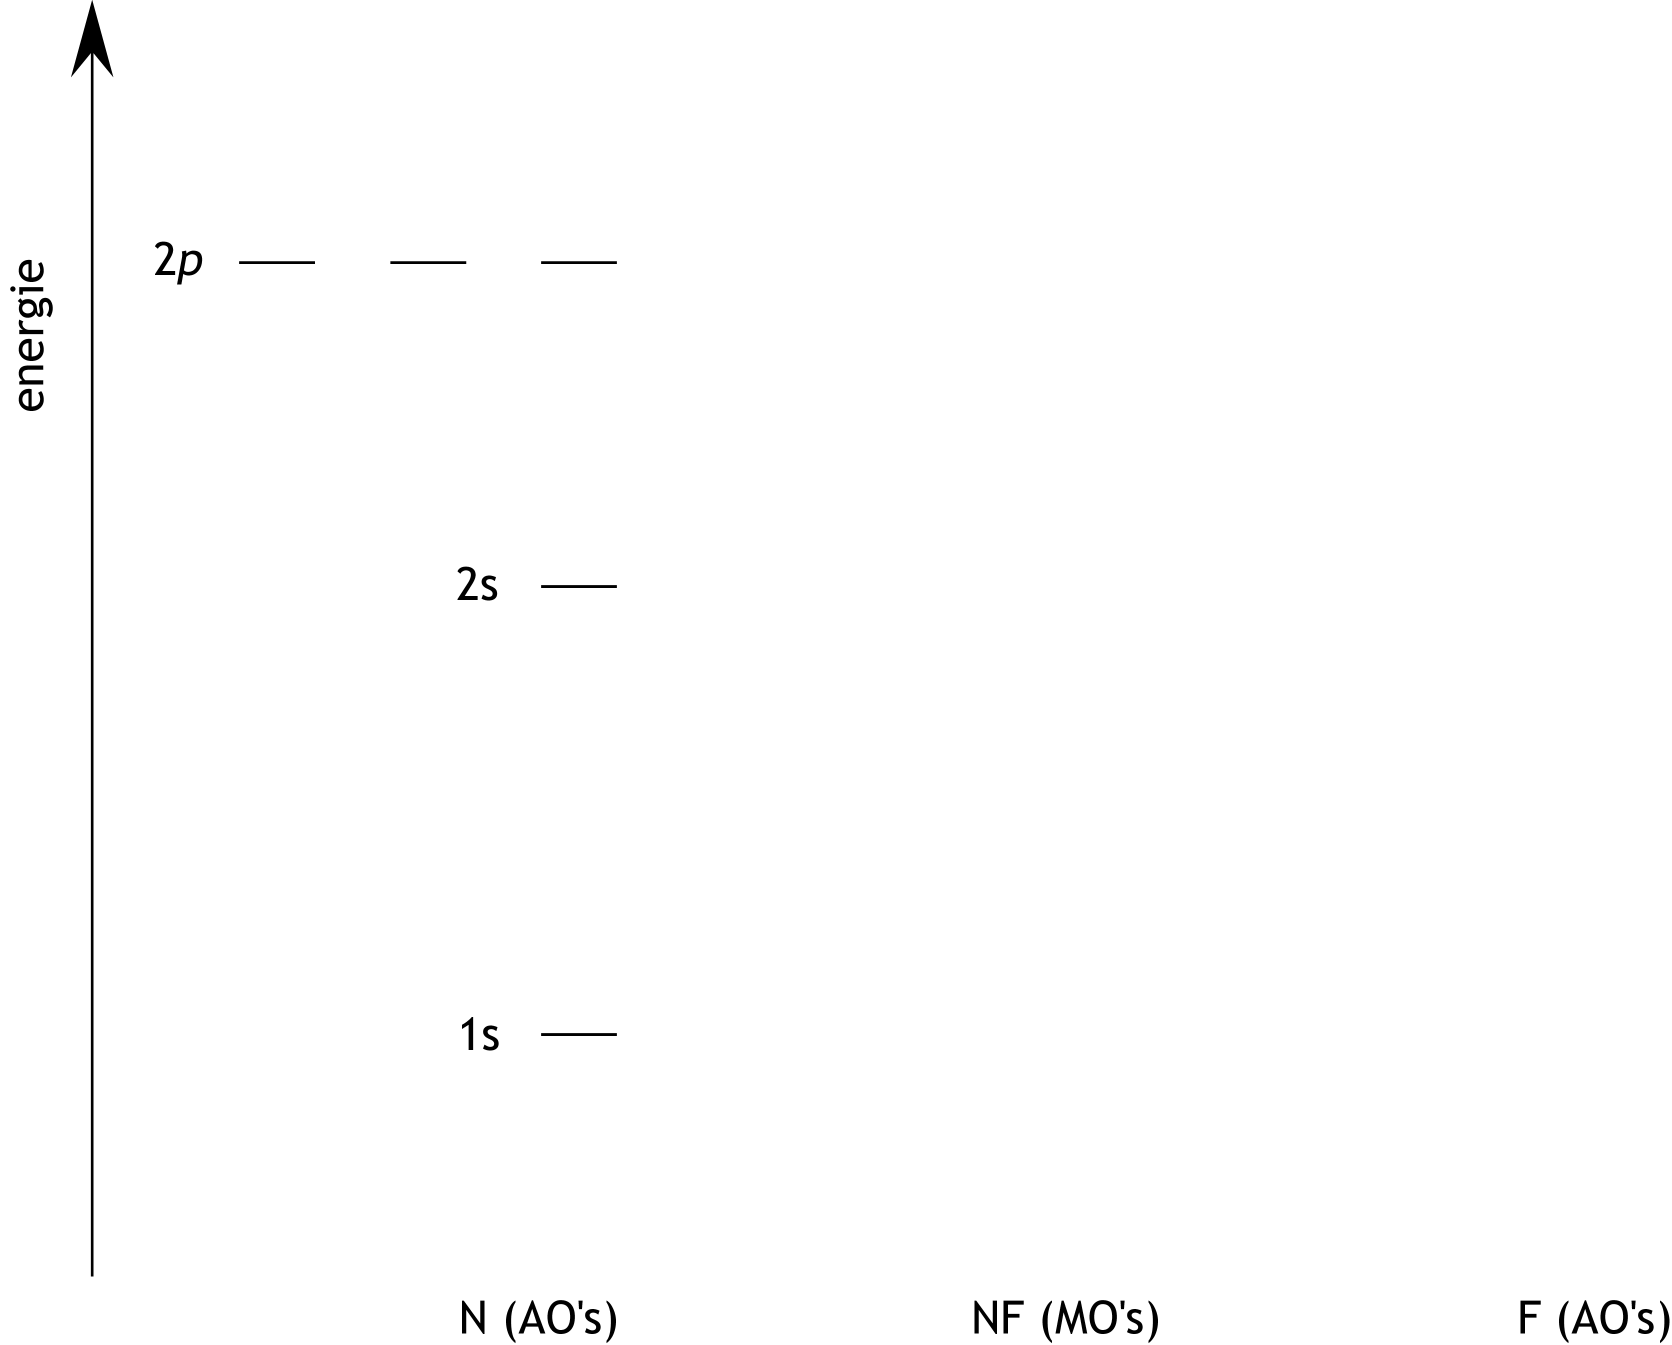 energie
2p
2s
1s
N (AO's)
NF (MO's)
F (AO's)